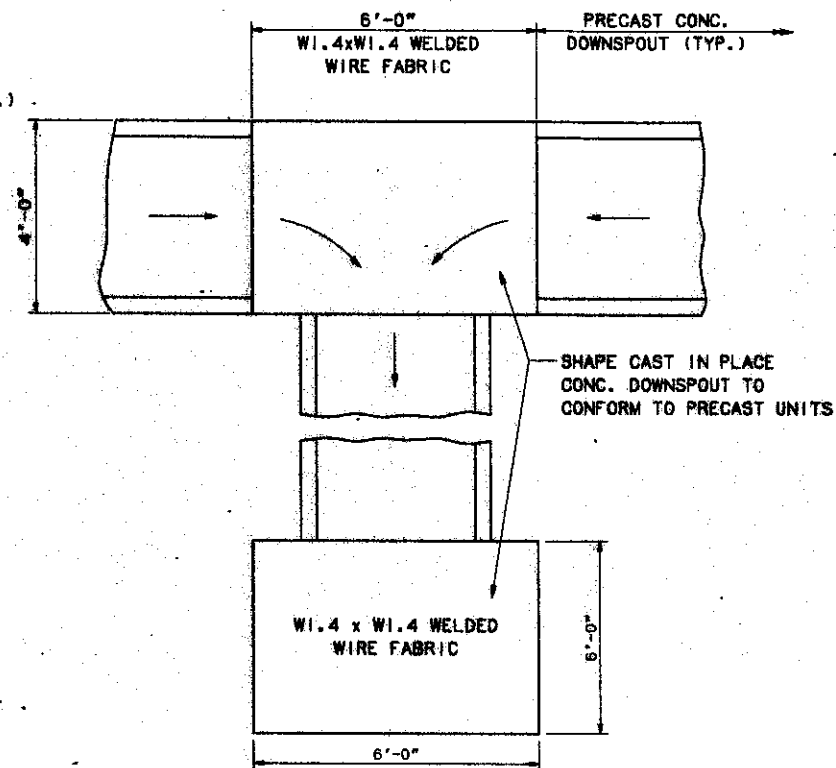 6'-0"
W1.4xW1.4 WELDED
WIRE FABRIC
PRECAST CONC.
DOWNSPOUT (TYP.)
.)
4'-0"
SHAPE CAST IN PLACE
CONC. DOWNSPOUT TO
CONFORM TO PRECAST UNITS
W1.4 x W1.4 WELDED
WIRE FABRIC
6'-0"
6'-0"